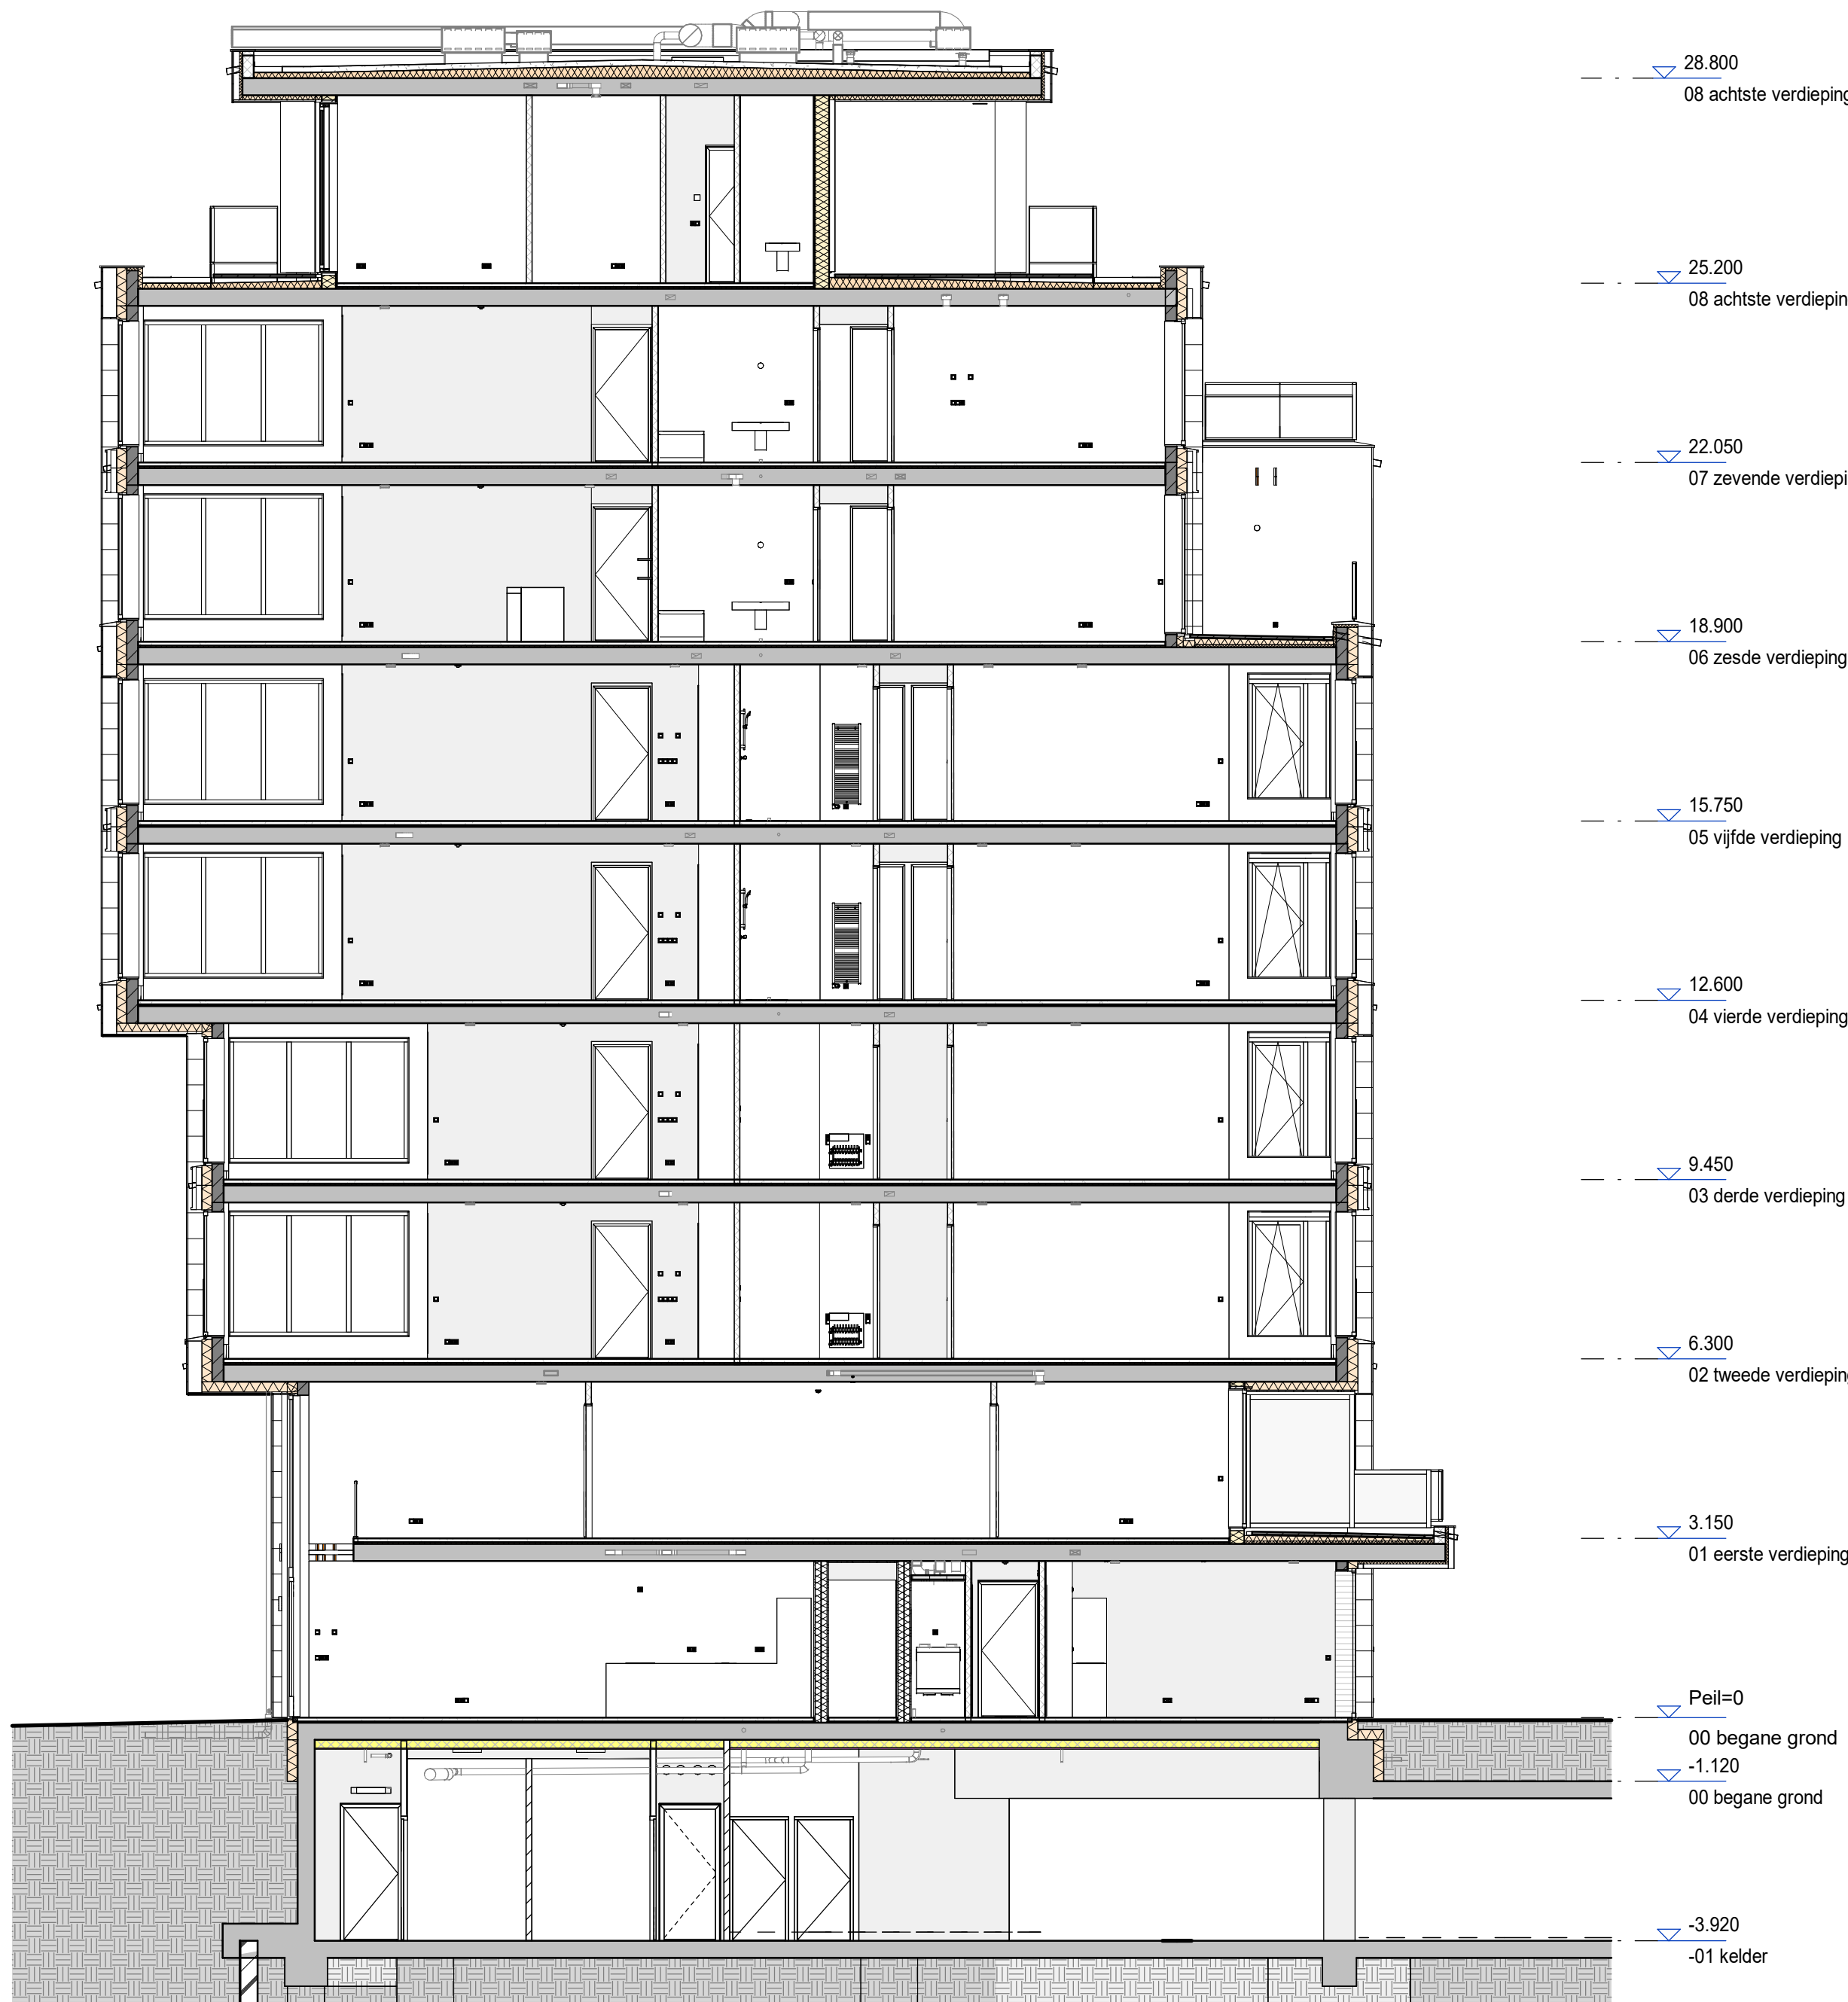 28.800
08 achtste verdieping
25.200
08 achtste verdiepin
22.050
07 zevende verdiepi
18.900
06 zesde verdieping
15.750
05 vijfde verdieping
12.600
04 vierde verdieping
9.450
03 derde verdieping
6.300
02 tweede verdieping
3.150
01 eerste verdieping
Peil=0
00 begane grond
-1.120
00 begane grond
-3.920
-01 kelder